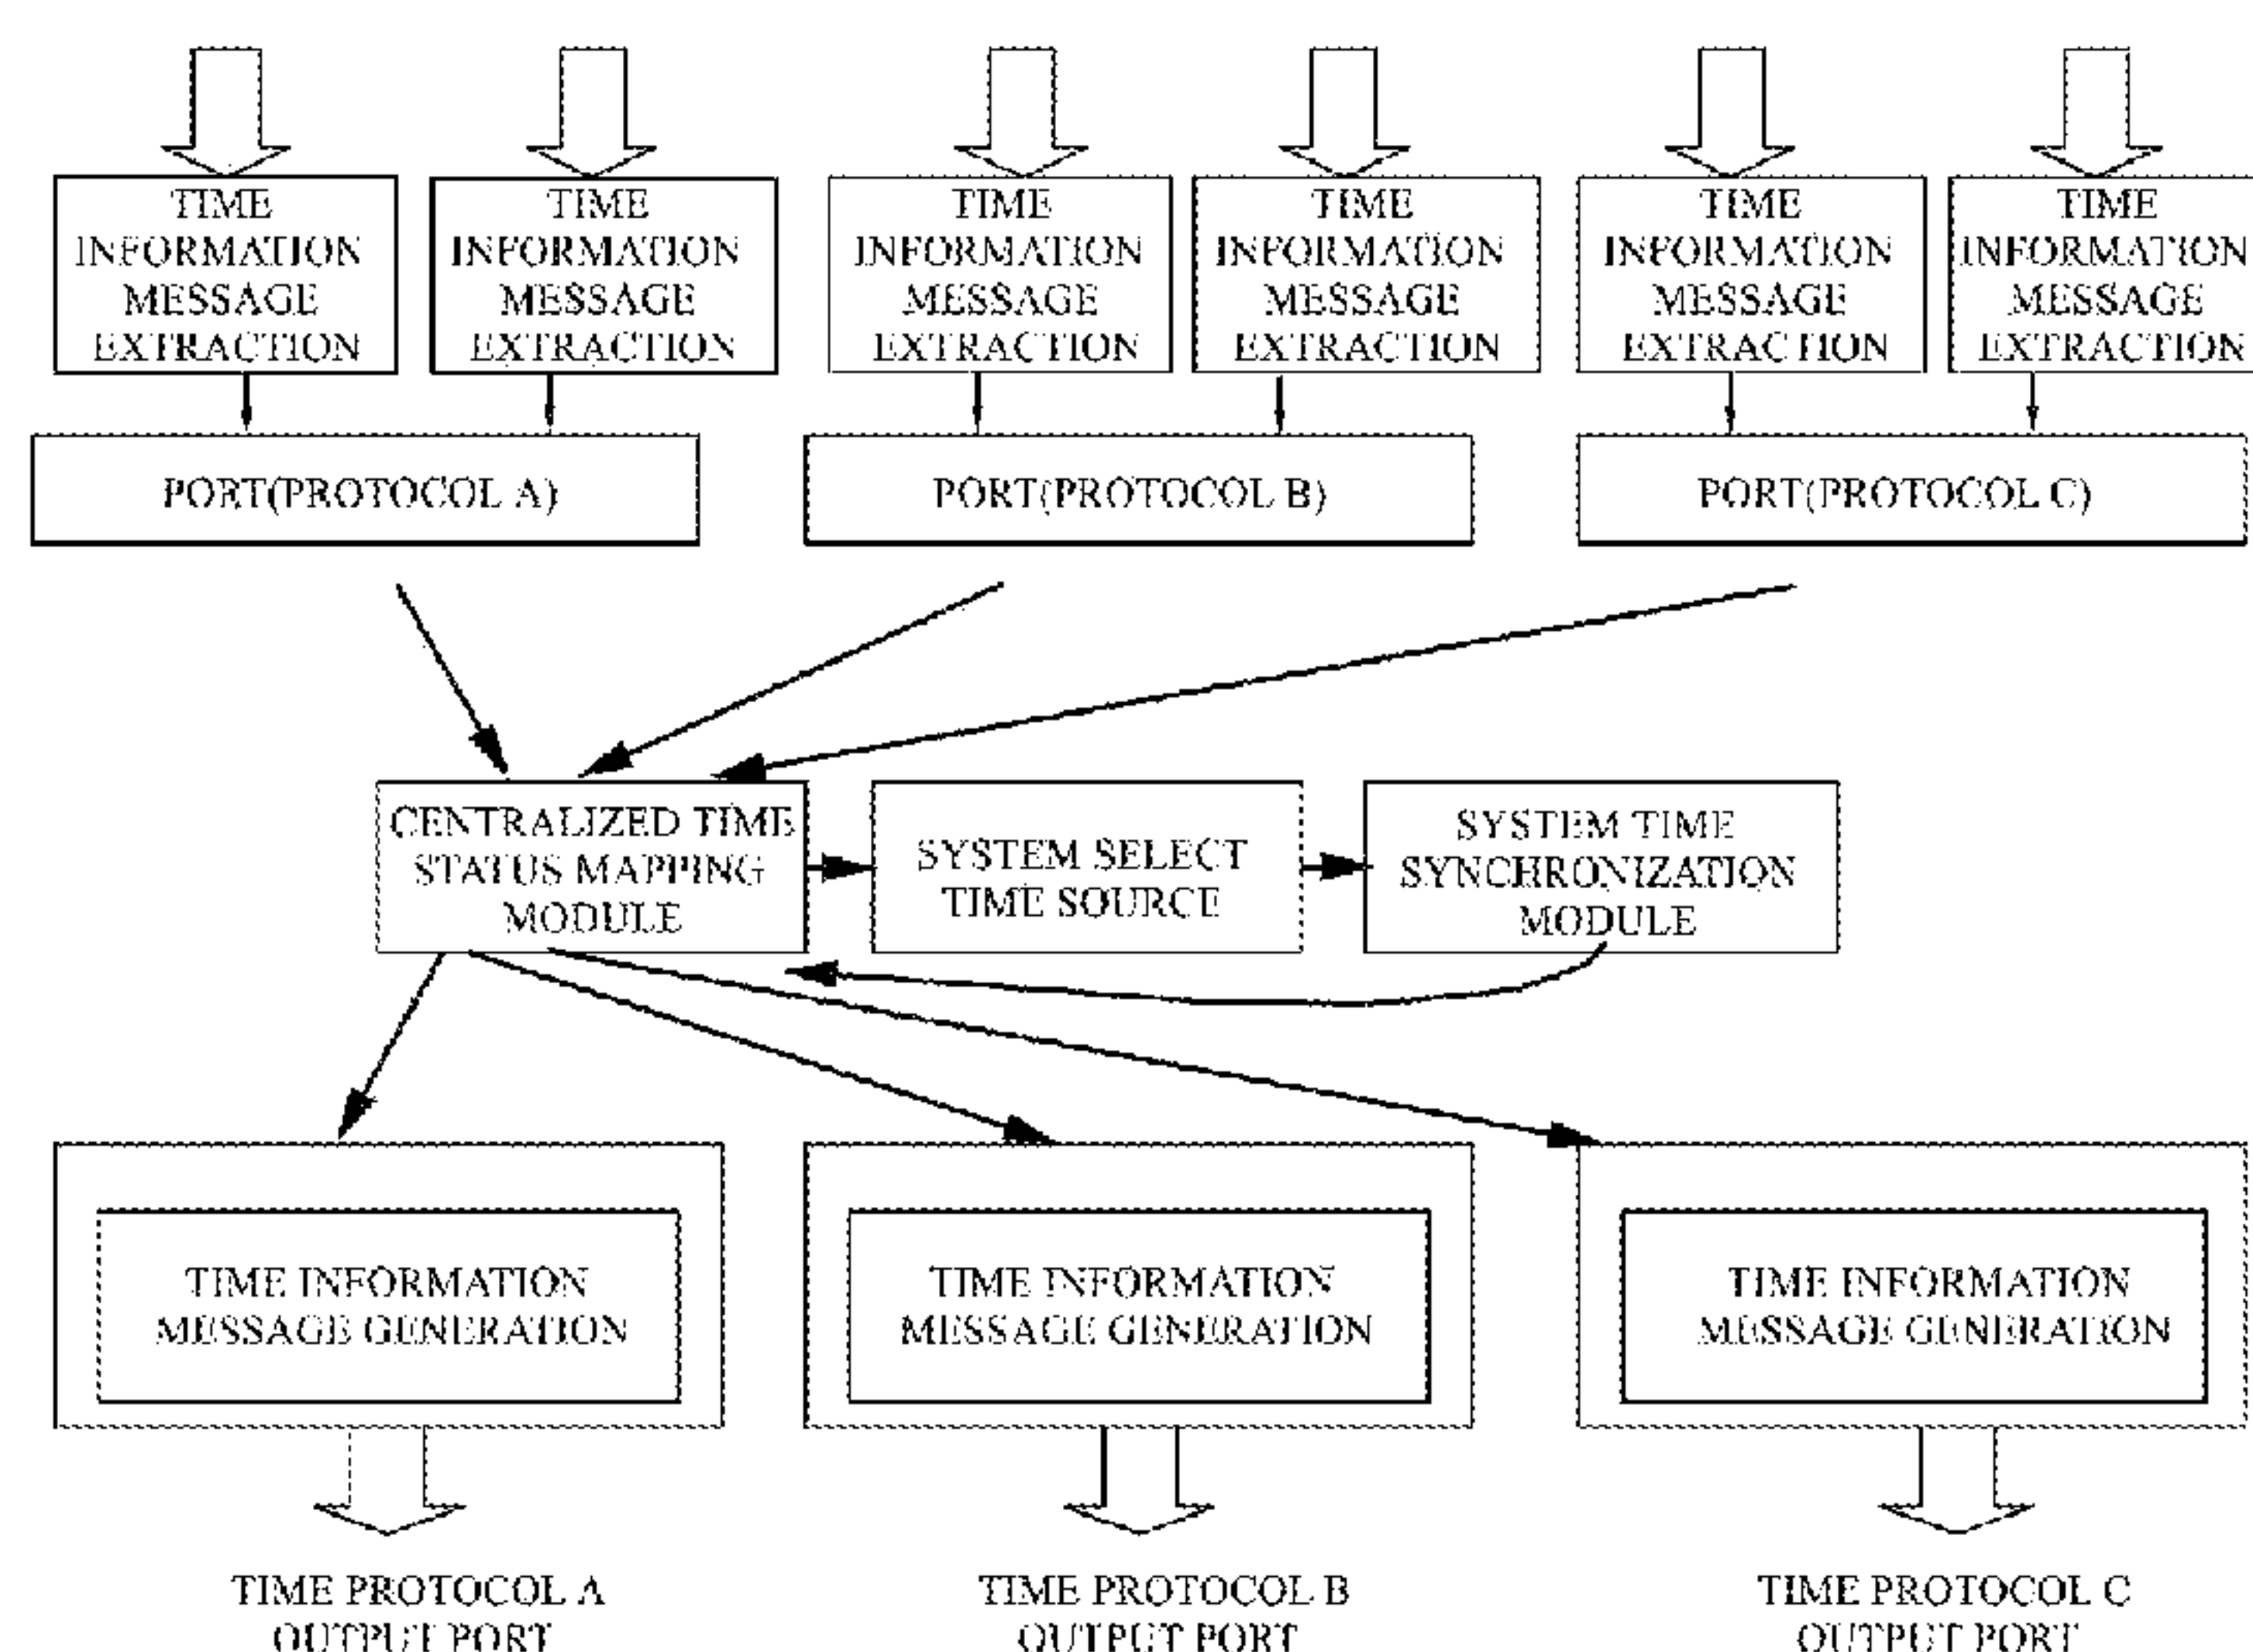 TIME
INFORMATION
MESSAGE
EXTRACTION
TIME
INFORMATION
MESSAGE
EXTRACTION
TIME
INFORMATION
MESSAGE
EXTRACTION
TIME
INFORMATION
MESSAGE
EXTRACTION
TIME
INFORMATION
MESSAGE
EXTRACTION
TIME
INFORMATION
MESSAGE
EXTRACTION
PORT(PROTOCOL A)
PORT(PROTOCOL B)
PORT(PROTOCOL C)
CENTRALIZED TIME
STATUS MAPPING
MODULE
SYSTEM SELECT
TIME SOURCE
SYSTEM TIME
SYNCHRONIZATION
MODULE
TIME INFORMATION
MESSAGE GENERATION
TIME INFORMATION
MESSAGE GENERATION
TIME INFORMATION
MESSAGE GENERATION
TIME PROTOCOL A
OUTPUT PORT
TIME PROTOCOL B
OUTPUT PORT
TIME PROTOCOL C
OUTPUT PORT